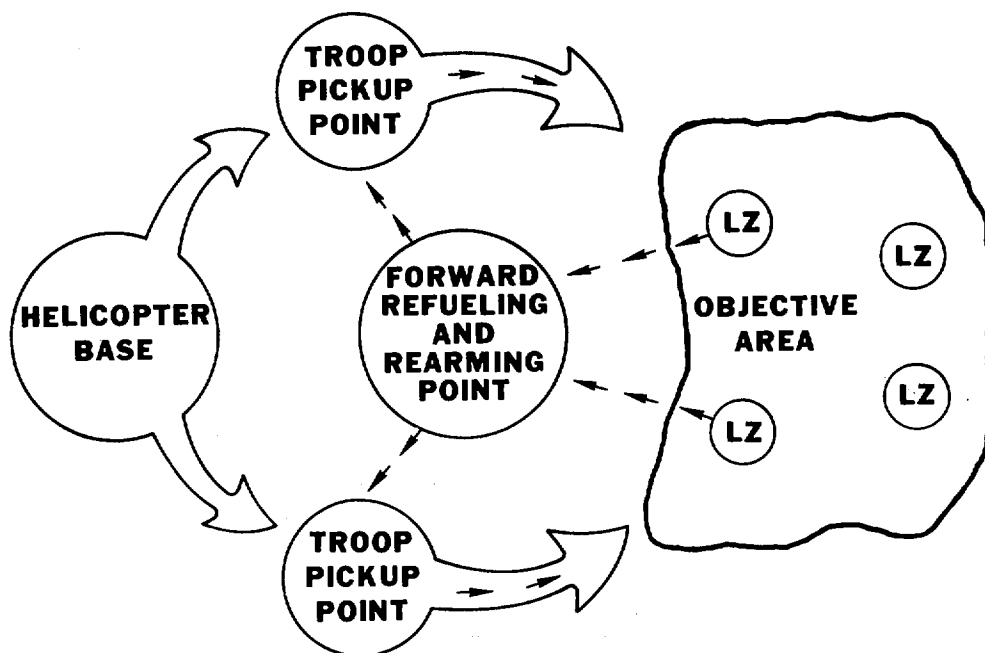 TROOP
PICKUP
POINT
HELICOPTER
BASE
FORWARD
REFUELING
AND
REARMING
POINT
LZ
LZ
OBJECTIVE
AREA
LZ
LZ
TROOP
PICKUP
POINT